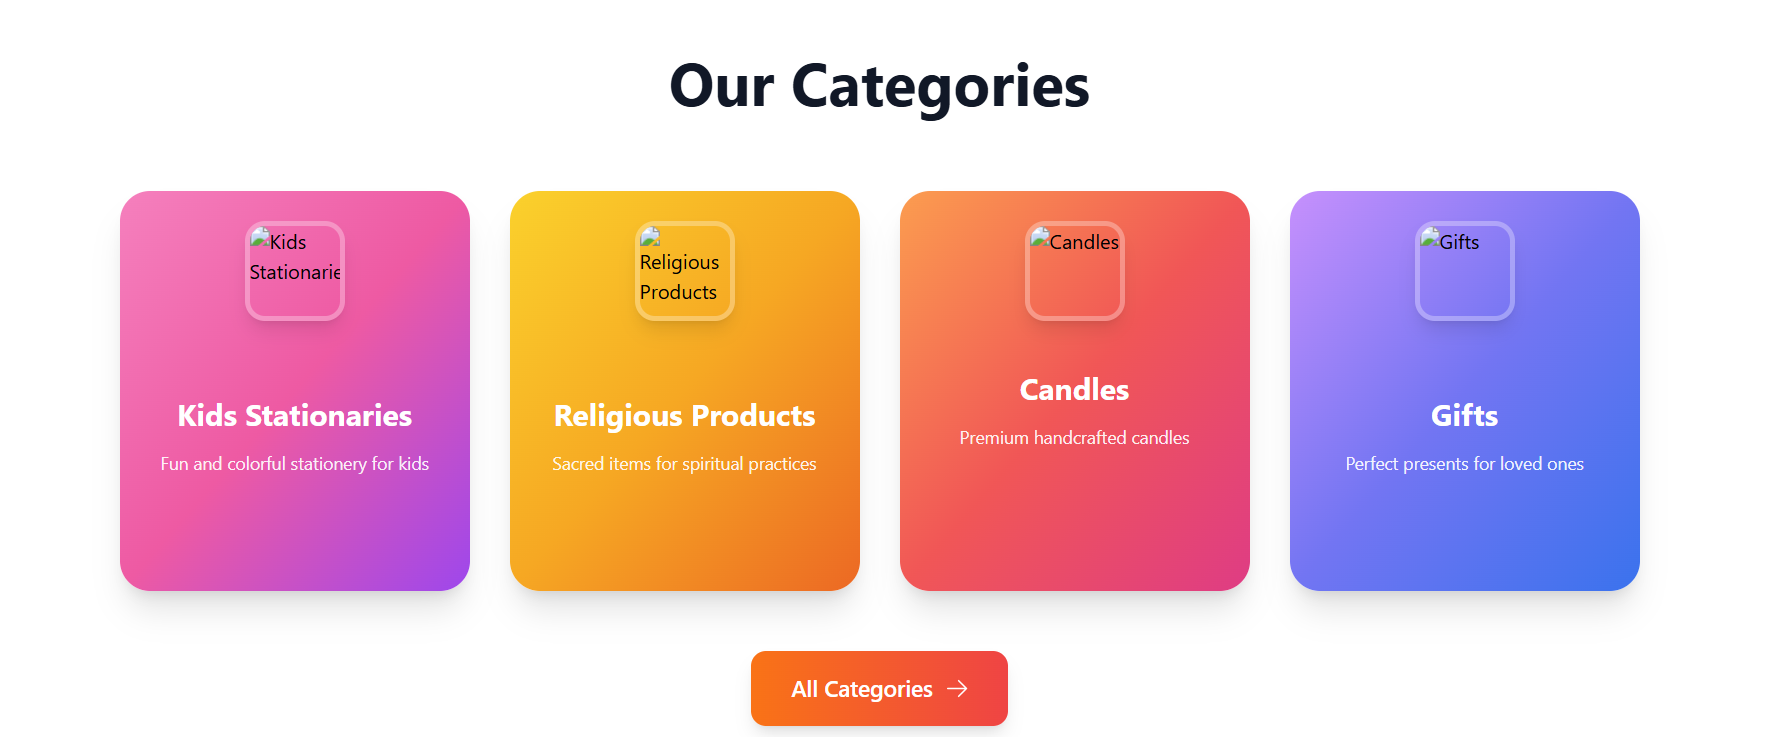 Our Categories
Kids
Stationarie
Religious
Products
Candles
Gifts
Kids Stationaries
Religious Products
Candles
Gifts
Fun and colorful stationery for kids
Sacred items for spiritual practices
Premium handcrafted candles
Perfect presents for loved ones
All Categories →